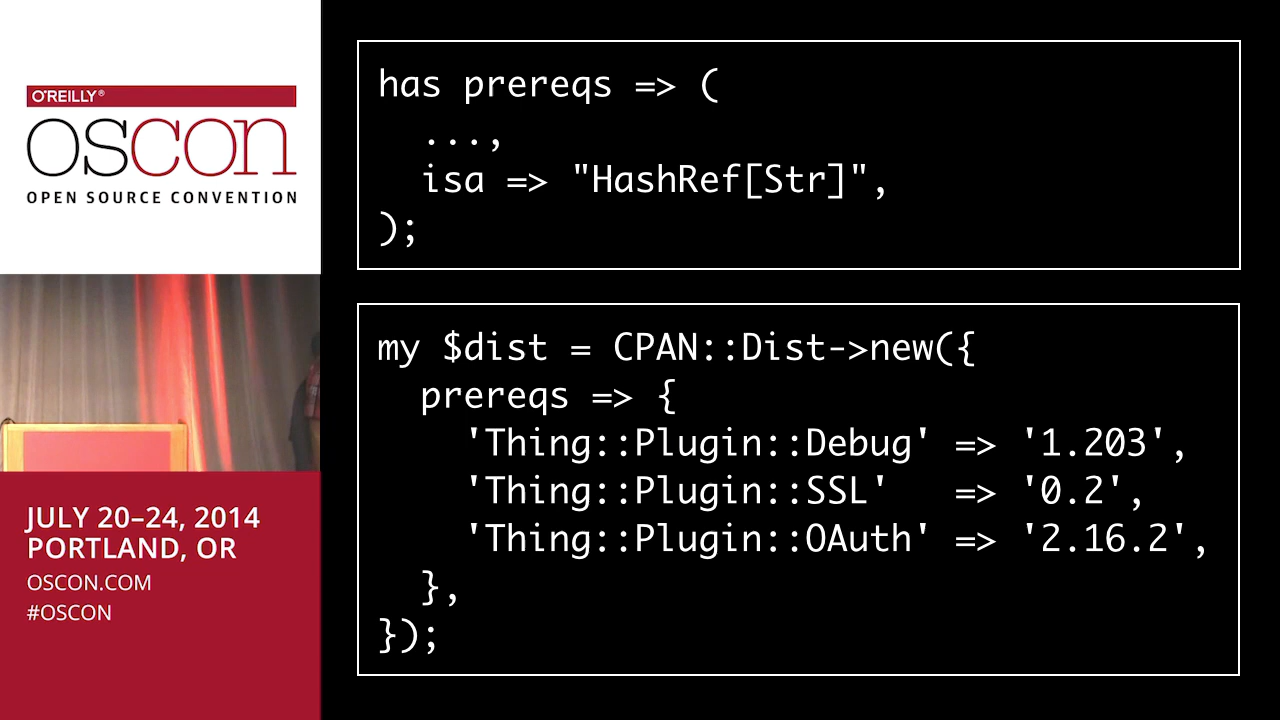 O'REILLY®
OSCON
OPEN SOURCE CONVENTION
JULY 20–24, 2014
PORTLAND, OR
OSCON.COM
#OSCON
has prereqs => (
  ...,
  isa => "HashRef[Str]",
);
my $dist = CPAN::Dist->new({
  prereqs => {
    'Thing::Plugin::Debug' => '1.203',
    'Thing::Plugin::SSL'   => '0.2',
    'Thing::Plugin::OAuth' => '2.16.2',
  },
});